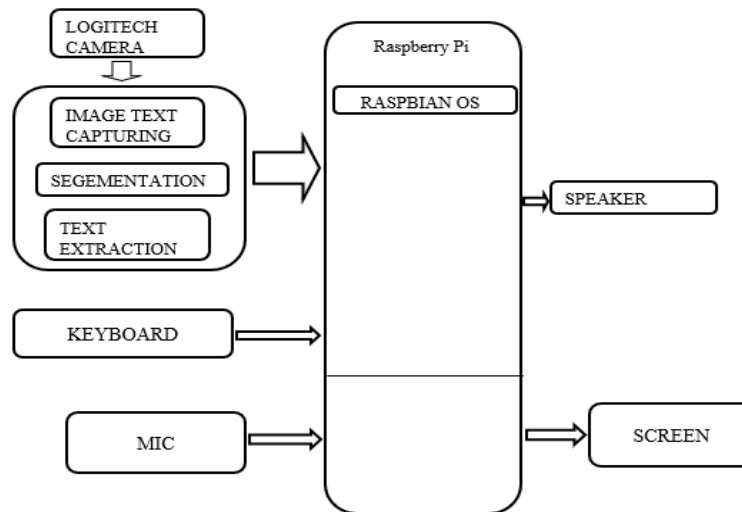 LOGITECH
CAMERA
IMAGE TEXT
CAPTURING
SEGEMENTATION
TEXT
EXTRACTION
KEYBOARD
MIC
Raspberry Pi
RASPBIAN OS
SPEAKER
SCREEN